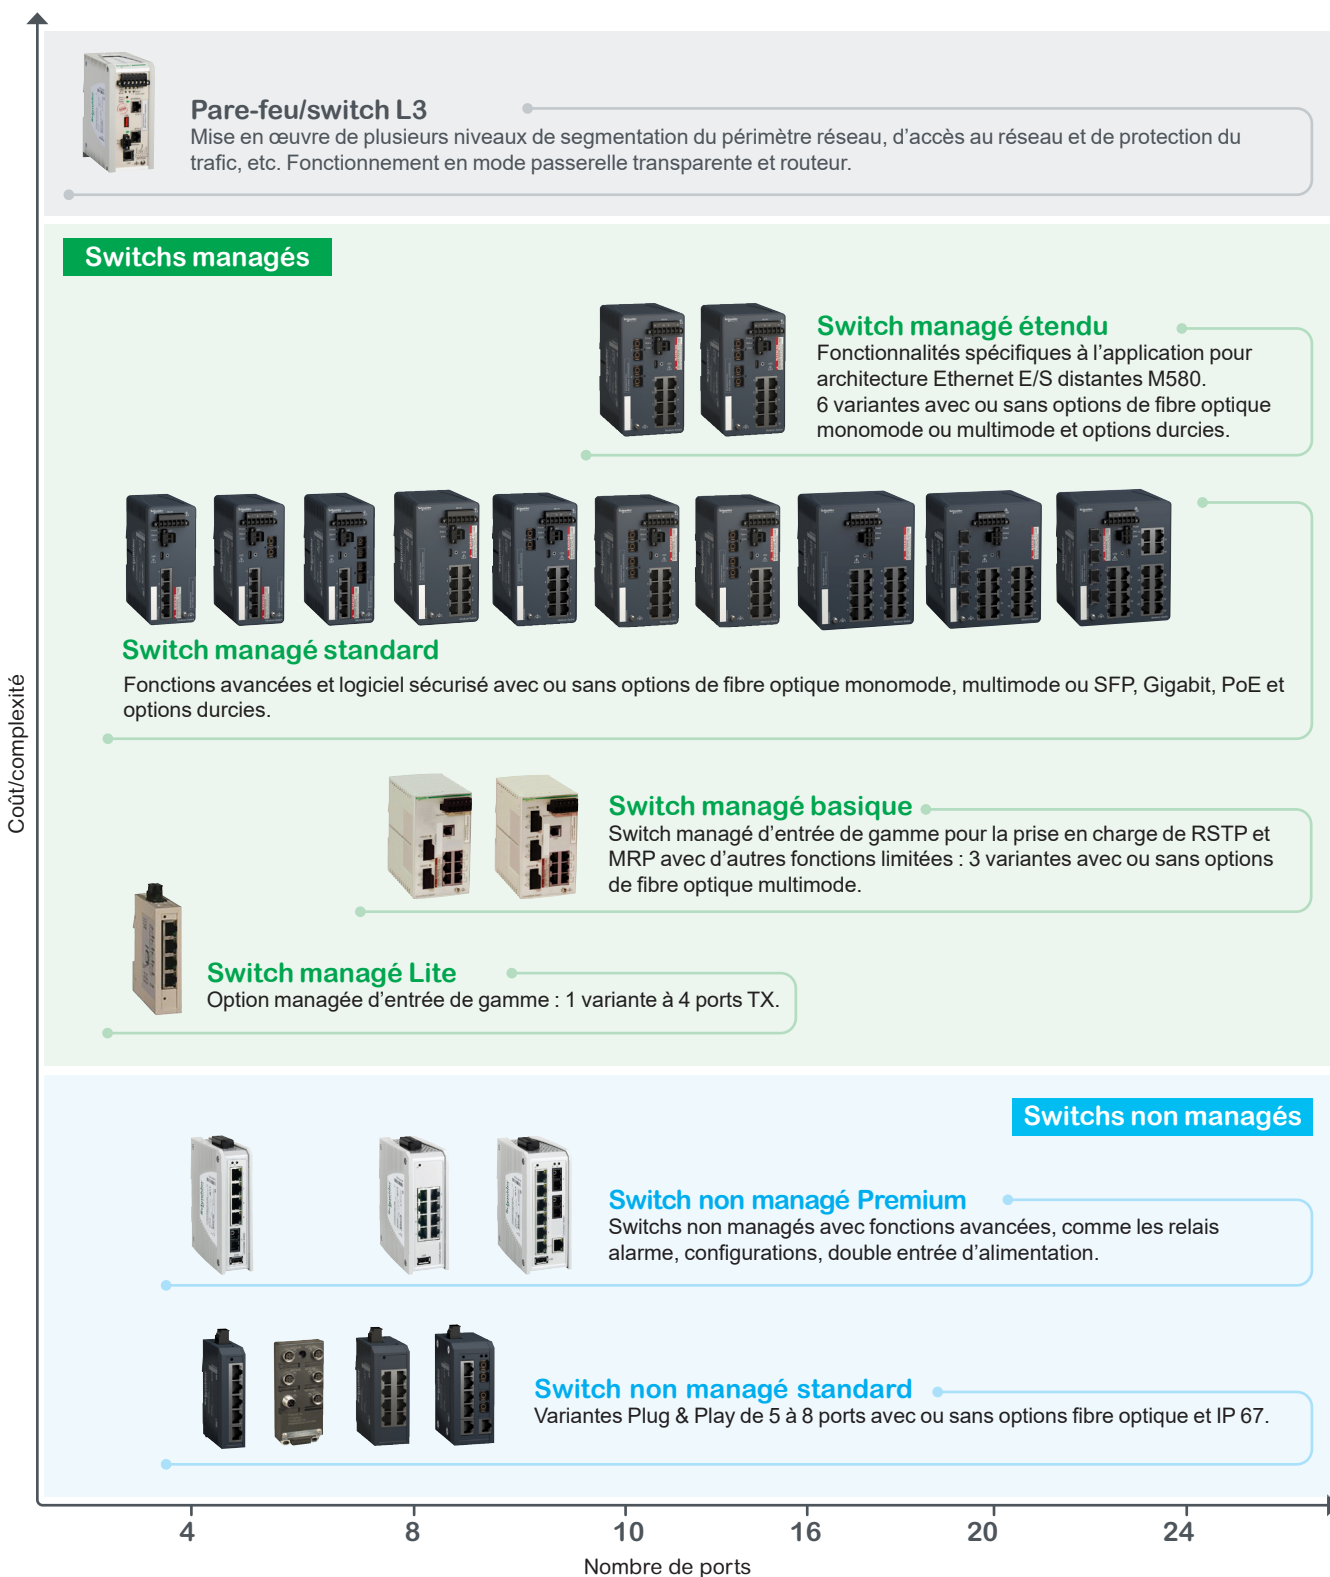 Pare-feu/switch L3
Mise en œuvre de plusieurs niveaux de segmentation du périmètre réseau, d’accès au réseau et de protection du
trafic, etc. Fonctionnement en mode passerelle transparente et routeur.
Switchs managés
Switch managé étendu
Fonctionnalités spécifiques à l’application pour
architecture Ethernet E/S distantes M580.
6 variantes avec ou sans options de fibre optique
monomode ou multimode et options durcies.
Switch managé standard
Fonctions avancées et logiciel sécurisé avec ou sans options de fibre optique monomode, multimode ou SFP, Gigabit, PoE et
options durcies.
Coût/complexité
Switch managé basique
Switch managé d’entrée de gamme pour la prise en charge de RSTP et
MRP avec d’autres fonctions limitées : 3 variantes avec ou sans options
de fibre optique multimode.
Switch managé Lite
Option managée d’entrée de gamme : 1 variante à 4 ports TX.
Switchs non managés
Switch non managé Premium
Switchs non managés avec fonctions avancées, comme les relais
alarme, configurations, double entrée d’alimentation.
Switch non managé standard
Variantes Plug & Play de 5 à 8 ports avec ou sans options fibre optique et IP 67.
4 8 10 16 20 24
Nombre de ports